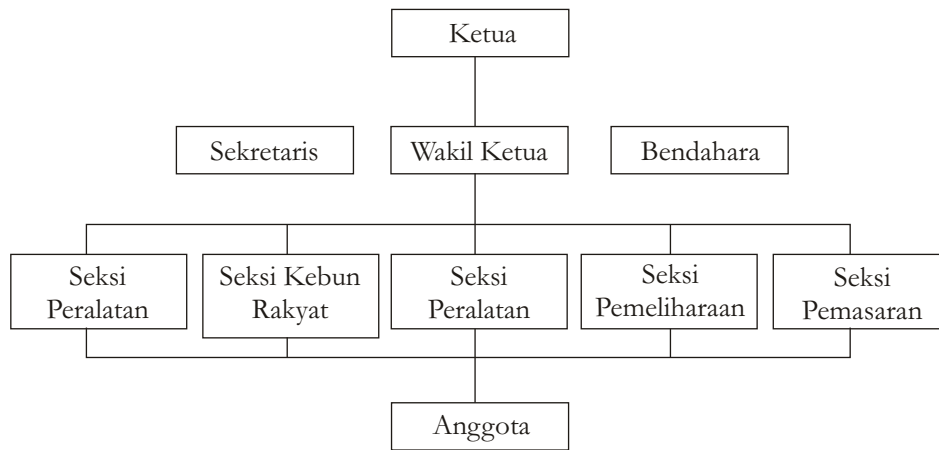 Ketua
Sekretaris
Wakil Ketua
Bendahara
Seksi
Peralatan
Seksi Kebun
Rakyat
Seksi
Peralatan
Seksi
Pemeliharaan
Seksi
Pemasaran
Anggota